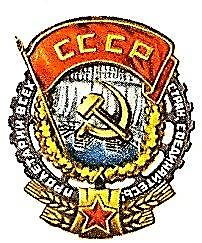 СССР
ПРОЛЕТАРИИ ВСЕХ
СТРАН, СОЕДИНЯЙТЕСЬ!